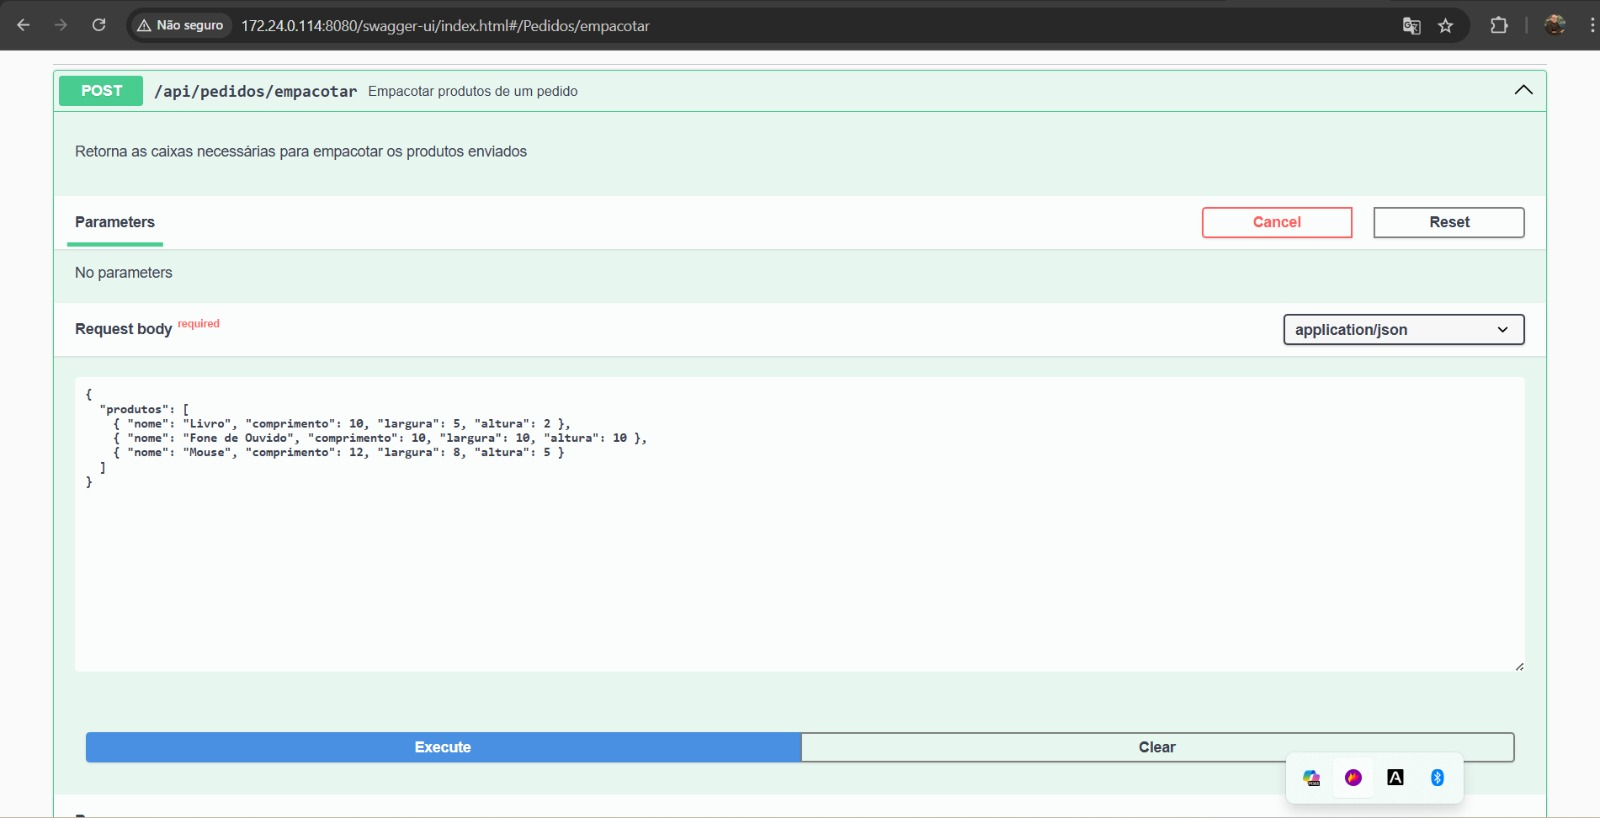 Não seguro 172.24.0.114:8080/swagger-ui/index.html#/Pedidos/empacotar
POST /api/pedidos/empacotar Empacotar produtos de um pedido
Retorna as caixas necessárias para empacotar os produtos enviados
Parameters Cancel Reset
No parameters
Request body required application/json
{
"produtos": [
{ "nome": "Livro", "comprimento": 10, "largura": 5, "altura": 2 },
{ "nome": "Fone de Ouvido", "comprimento": 10, "largura": 10, "altura": 10 },
{ "nome": "Mouse", "comprimento": 12, "largura": 8, "altura": 5 }
]
}
Execute Clear